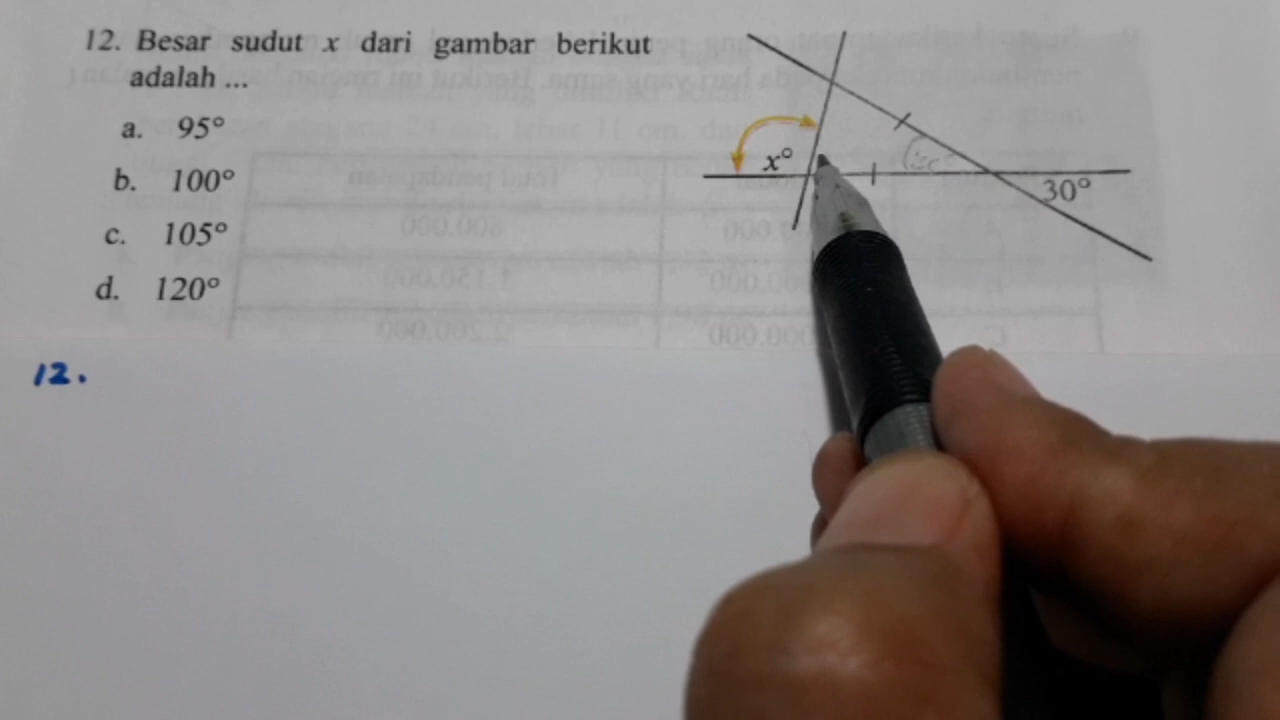 12. Besar sudut x dari gambar berikut
adalah ...
a. 95°
b. 100°
c. 105°
d. 120°
x°
30°
12.